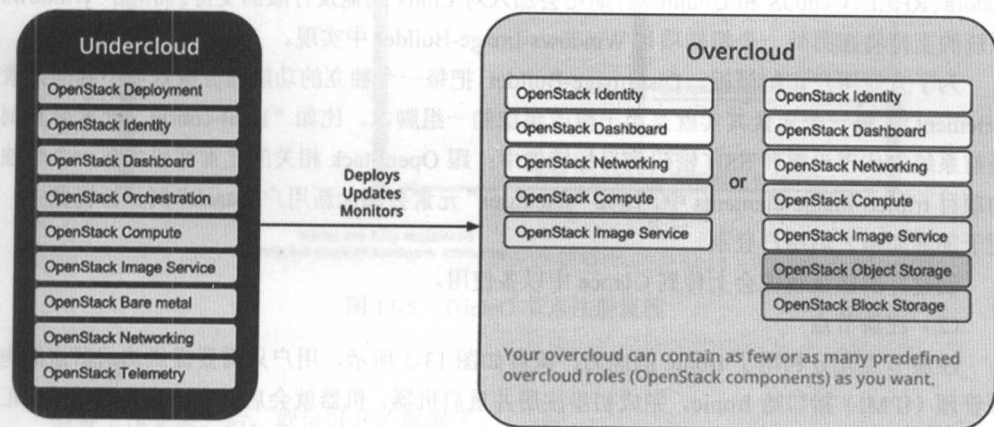 Undercloud
OpenStack Deployment
OpenStack Identity
OpenStack Dashboard
OpenStack Orchestration
OpenStack Compute
OpenStack Image Service
OpenStack Bare metal
OpenStack Networking
OpenStack Telemetry
Deploys
Updates
Monitors
Overcloud
OpenStack Identity
OpenStack Dashboard
OpenStack Networking
OpenStack Compute
OpenStack Image Service
or
OpenStack Identity
OpenStack Dashboard
OpenStack Networking
OpenStack Compute
OpenStack Image Service
OpenStack Object Storage
OpenStack Block Storage
Your overcloud can contain as few or as many predefined
overcloud roles (OpenStack components) as you want.